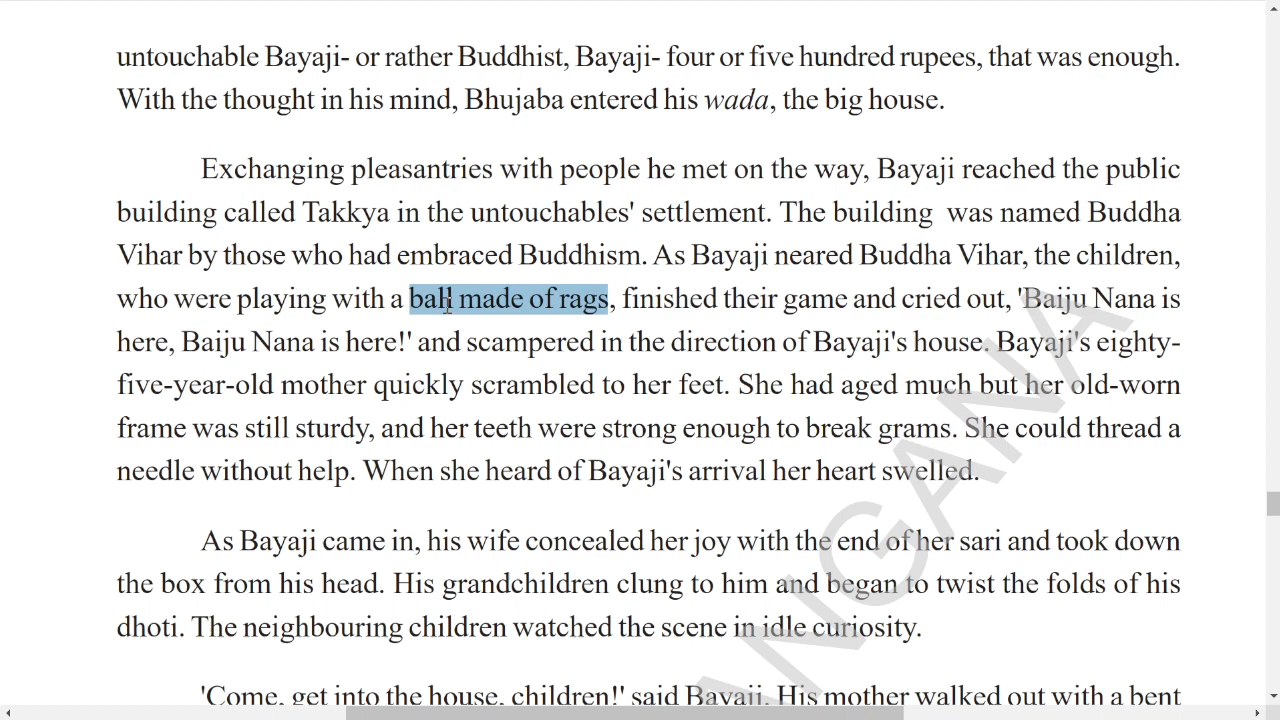 untouchable Bayaji- or rather Buddhist, Bayaji- four or five hundred rupees, that was enough.
With the thought in his mind, Bhujaba entered his wada, the big house.
Exchanging pleasantries with people he met on the way, Bayaji reached the public
building called Takkya in the untouchables' settlement. The building was named Buddha
Vihar by those who had embraced Buddhism. As Bayaji neared Buddha Vihar, the children,
who were playing with a ball made of rags, finished their game and cried out, 'Baiju Nana is
here, Baiju Nana is here!' and scampered in the direction of Bayaji's house. Bayaji's eighty-
five-year-old mother quickly scrambled to her feet. She had aged much but her old-worn
frame was still sturdy, and her teeth were strong enough to break grams. She could thread a
needle without help. When she heard of Bayaji's arrival her heart swelled.
As Bayaji came in, his wife concealed her joy with the end of her sari and took down
the box from his head. His grandchildren clung to him and began to twist the folds of his
dhoti. The neighbouring children watched the scene in idle curiosity.
'Come, get into the house, children!' said Bayaji. His mother walked out with a bent
NGANA